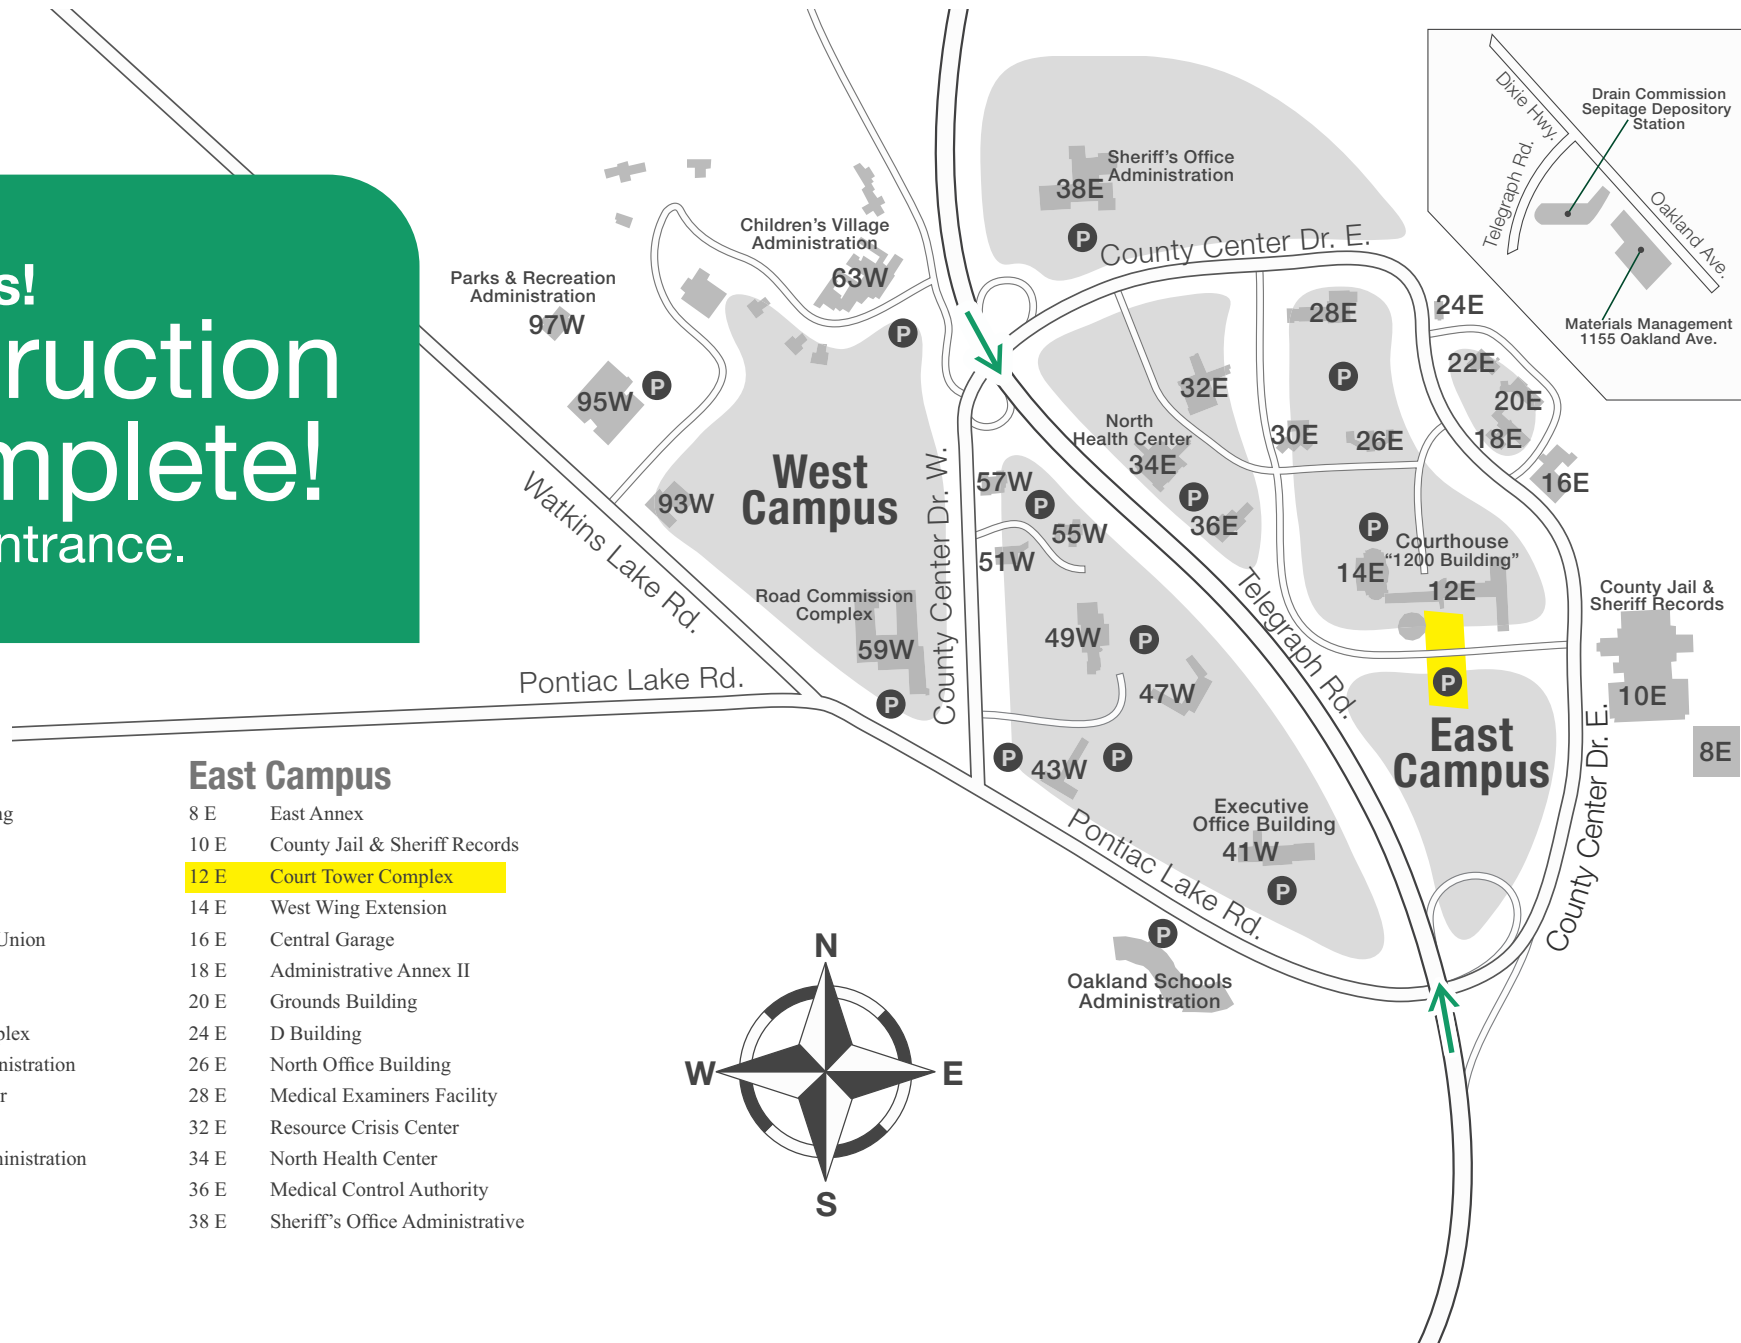 s!
ruction
mplete!
ntrance.
Dixie Hwy.
Telegraph Rd.
Drain Commission
Sepitage Depository
Station
Oakland Ave.
Materials Management
1155 Oakland Ave.
Sheriff’s Office
Administration
38E
P
County Center Dr. E.
Children’s Village
Administration
63W
Parks & Recreation
Administration
97W
P
95W
P
93W
West
Campus
Watkins Lake Rd.
Road Commission
Complex
59W
P
County Center Dr. W.
Pontiac Lake Rd.
28E
24E
22E
P
20E
32E
North
Health Center
34E
30E
26E
18E
16E
P
36E
P
Courthouse
“1200 Building”
14E
12E
P
57W
P
55W
51W
49W
P
47W
P
43W
P
Telegraph Rd.
County Jail &
Sheriff Records
10E
8E
East
Campus
County Center Dr. E.
Executive
Office Building
41W
P
Pontiac Lake Rd.
P
Oakland Schools
Administration
N
W
E
S
ng
Union
plex
nistration
r
ministration
East Campus
8 E East Annex
10 E County Jail & Sheriff Records
12 E Court Tower Complex
14 E West Wing Extension
16 E Central Garage
18 E Administrative Annex II
20 E Grounds Building
24 E D Building
26 E North Office Building
28 E Medical Examiners Facility
32 E Resource Crisis Center
34 E North Health Center
36 E Medical Control Authority
38 E Sheriff’s Office Administrative